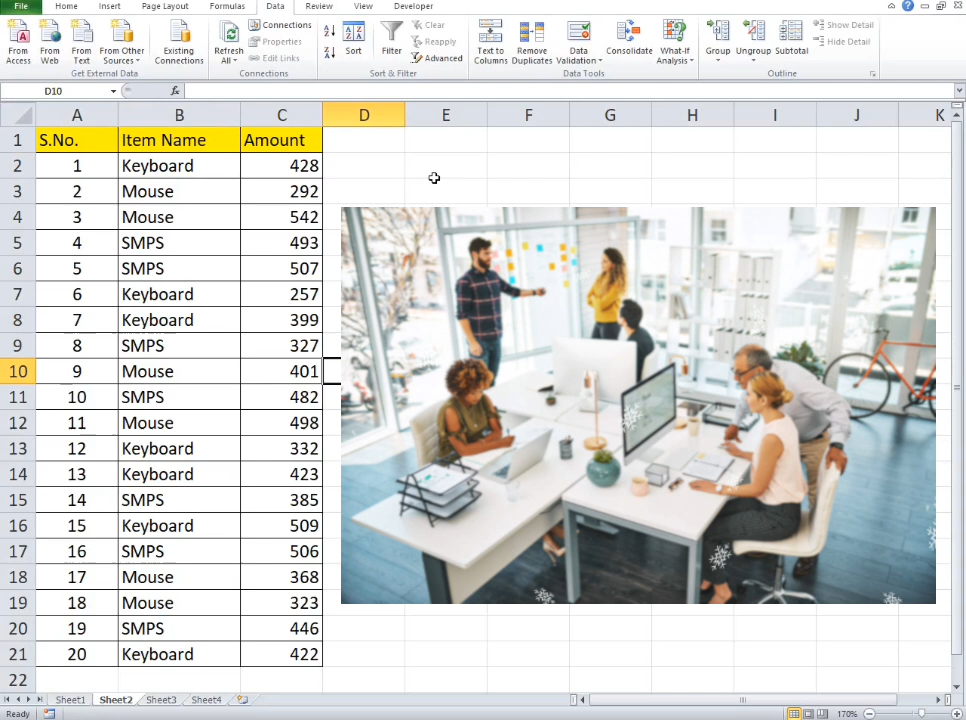 File Home Insert Page Layout Formulas Data Review View Developer
From Access
From Web
From Text
From Other Sources
Existing Connections
Get External Data
Refresh All
Connections
Properties
Edit Links
Connections
Sort
Filter
Clear
Reapply
Advanced
Sort & Filter
Text to Columns
Remove Duplicates
Data Validation
Consolidate
What-If Analysis
Data Tools
Group
Ungroup
Subtotal
Show Detail
Hide Detail
Outline
D10 fx
A B C D E F G H I J K
1 S.No. Item Name Amount
2 1 Keyboard 428
3 2 Mouse 292
4 3 Mouse 542
5 4 SMPS 493
6 5 SMPS 507
7 6 Keyboard 257
8 7 Keyboard 399
9 8 SMPS 327
10 9 Mouse 401
11 10 SMPS 482
12 11 Mouse 498
13 12 Keyboard 332
14 13 Keyboard 423
15 14 SMPS 385
16 15 Keyboard 509
17 16 SMPS 506
18 17 Mouse 368
19 18 Mouse 323
20 19 SMPS 446
21 20 Keyboard 422
22
Sheet1 Sheet2 Sheet3 Sheet4
Ready 170%